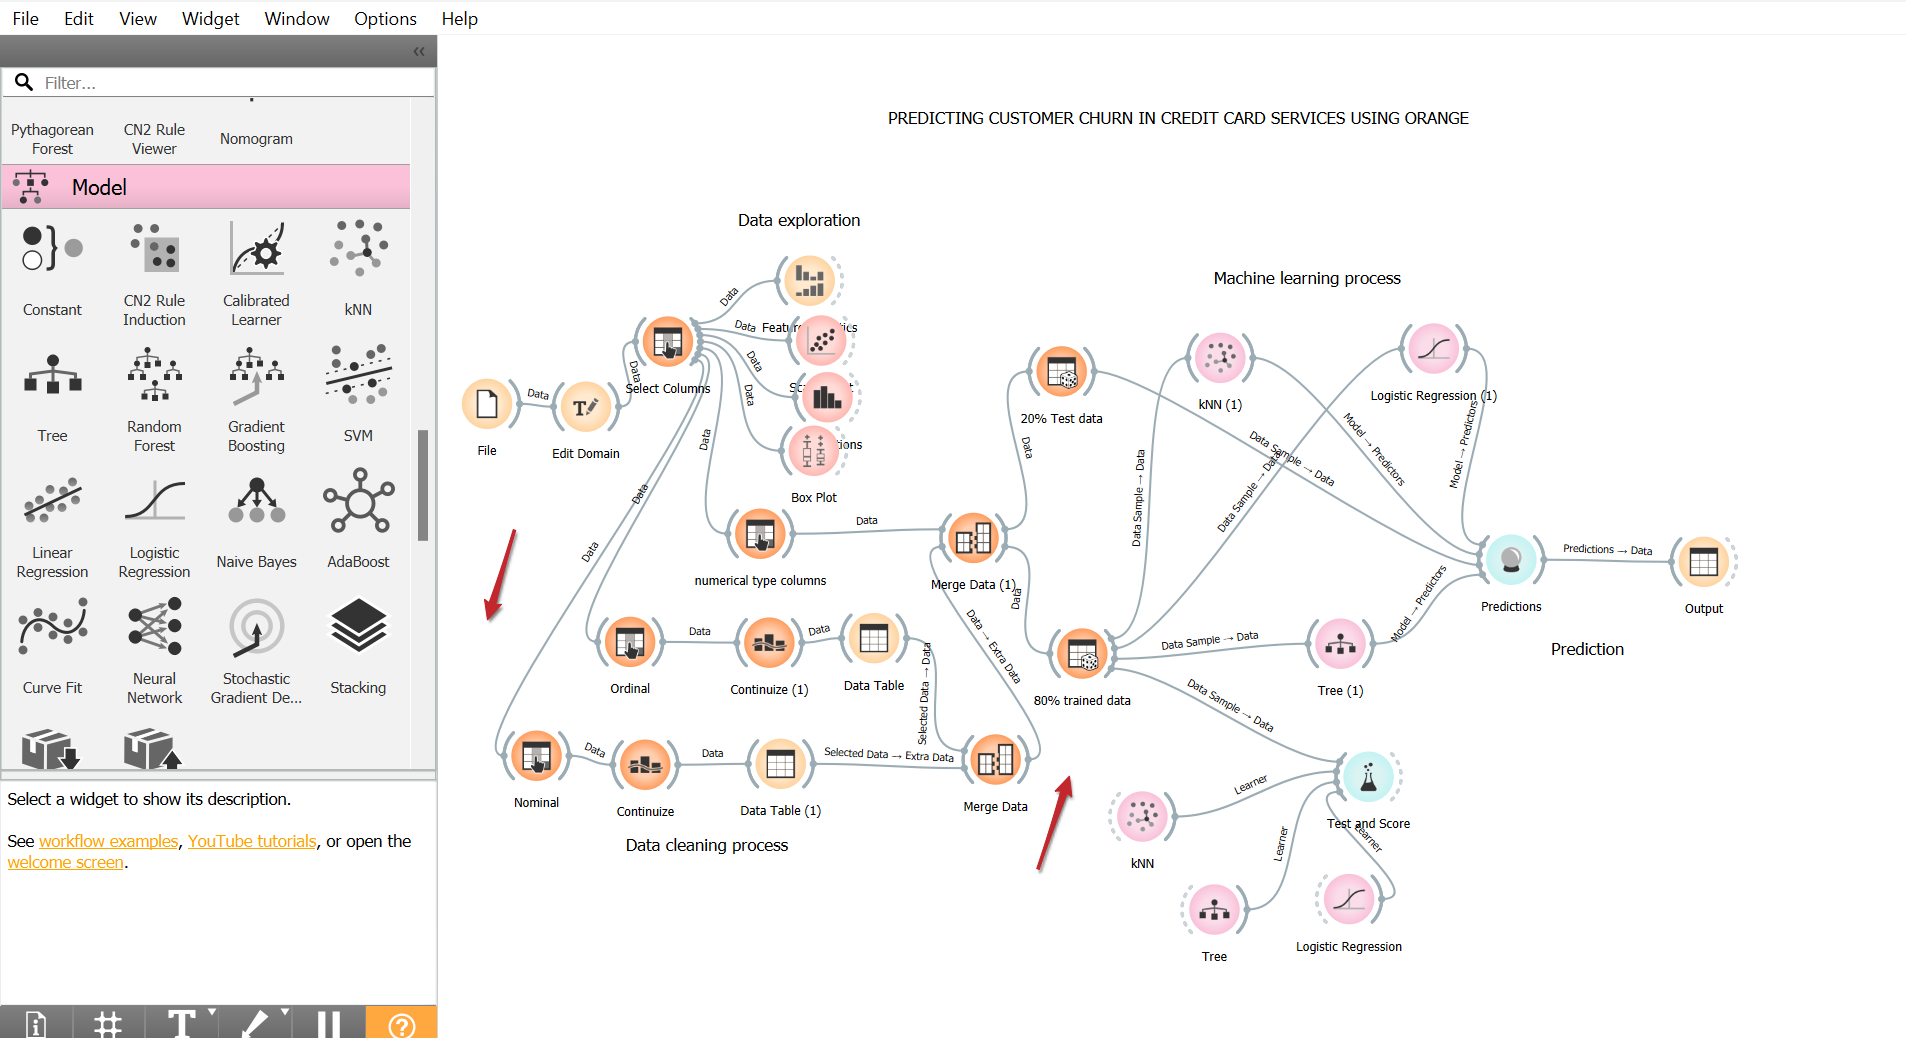 File Edit View Widget Window Options Help
Filter...
Pythagorean
Forest
CN2 Rule
Viewer
Nomogram
Model
Constant
CN2 Rule
Induction
Calibrated
Learner
kNN
Tree
Random
Forest
Gradient
Boosting
SVM
Linear
Regression
Logistic
Regression
Naive Bayes
AdaBoost
Curve Fit
Neural
Network
Stochastic
Gradient De...
Stacking
Select a widget to show its description.
See workflow examples, YouTube tutorials, or open the
welcome screen.
PREDICTING CUSTOMER CHURN IN CREDIT CARD SERVICES USING ORANGE
Data exploration
Machine learning process
File
Data
Edit Domain
Data
Select Columns
Data
Data
Data
Data
Box Plot
Data
numerical type columns
Data
Merge Data (1)
Data
Data
Ordinal
Data
Continuize (1)
Data
Data Table
Selected Data → Data
Data
Nominal
Data
Continuize
Data
Data Table (1)
Selected Data → Extra Data
Merge Data
Data → Extra Data
Data cleaning process
Data
20% Test data
Data Sample → Data
Data
80% trained data
Data Sample → Data
kNN (1)
Model → Predictors
Data Sample → Data
Logistic Regression (1)
Model → Predictors
Data Sample → Data
Tree (1)
Model → Predictors
Data Sample → Data
Test and Score
kNN
Learner
Tree
Learner
Logistic Regression
Learner
Predictions
Predictions → Data
Output
Prediction